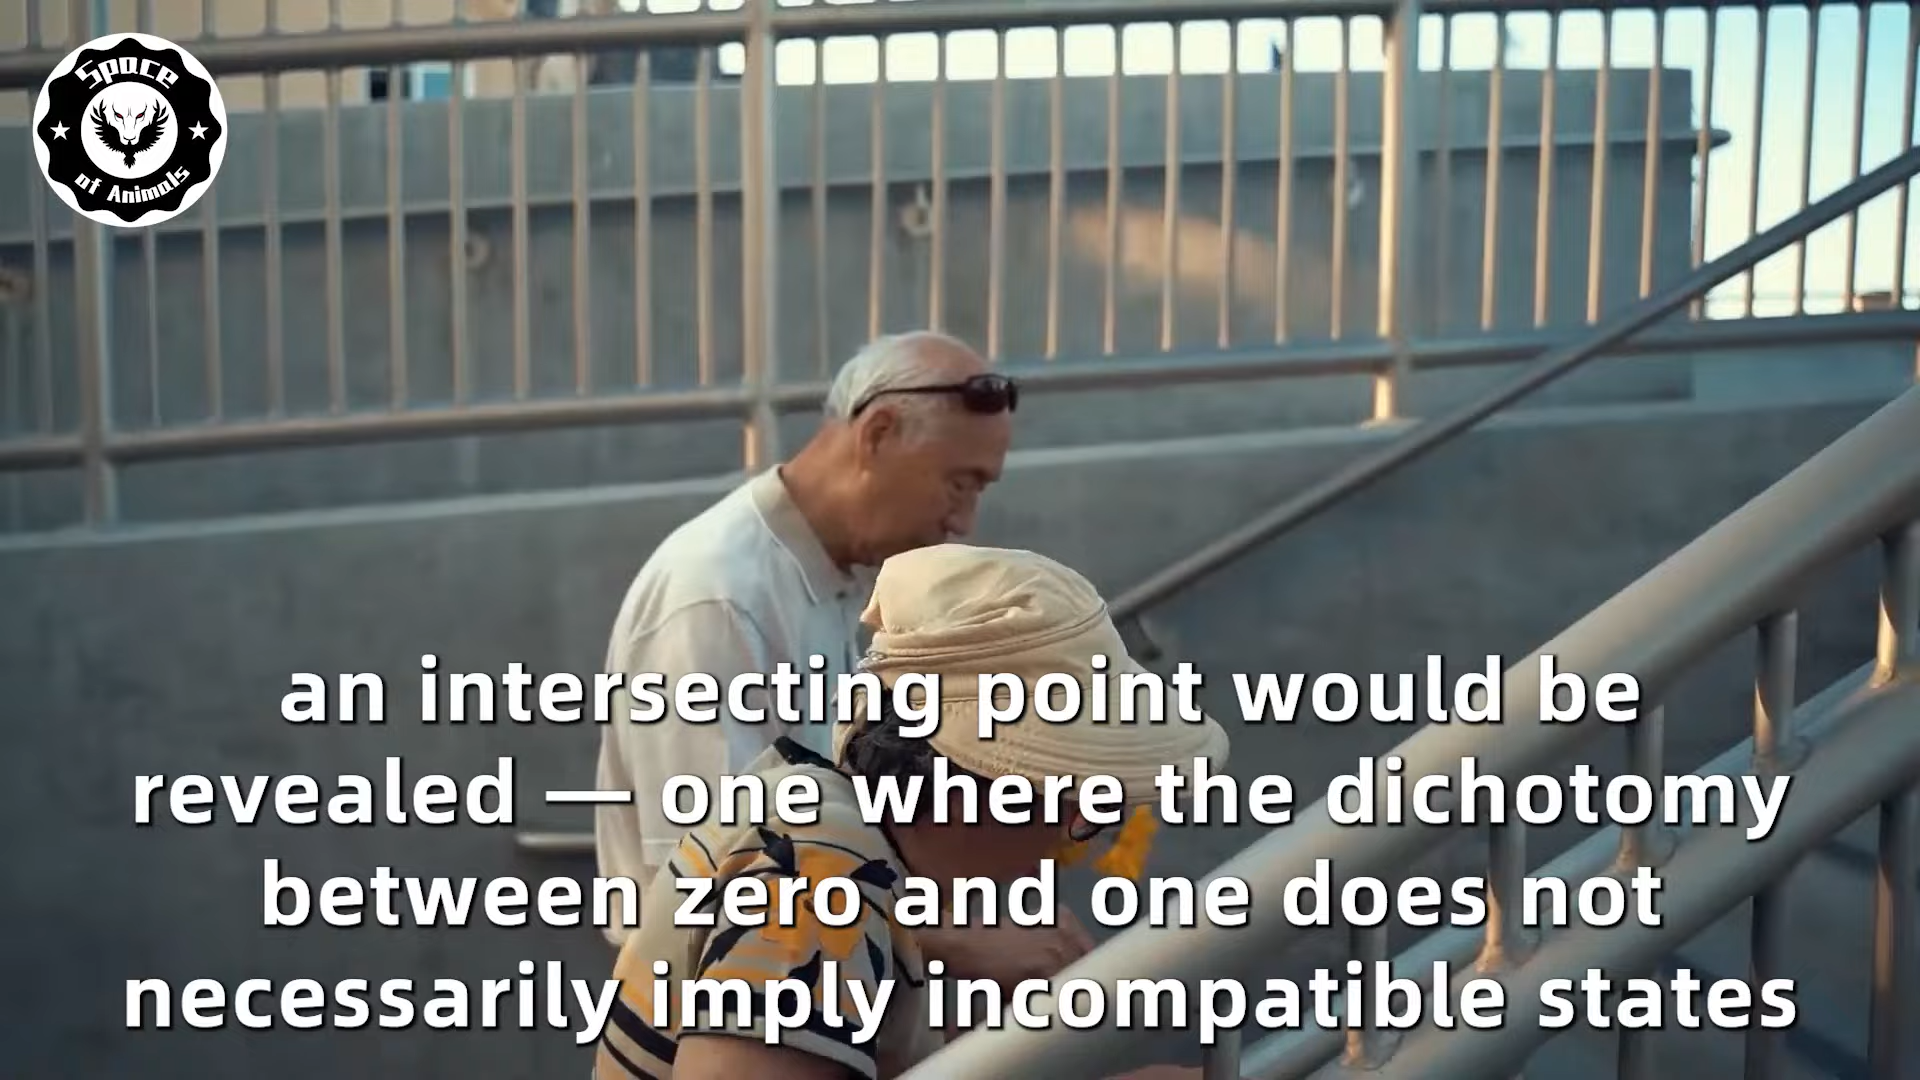 Space
of Animals
an intersecting point would be
revealed — one where the dichotomy
between zero and one does not
necessarily imply incompatible states